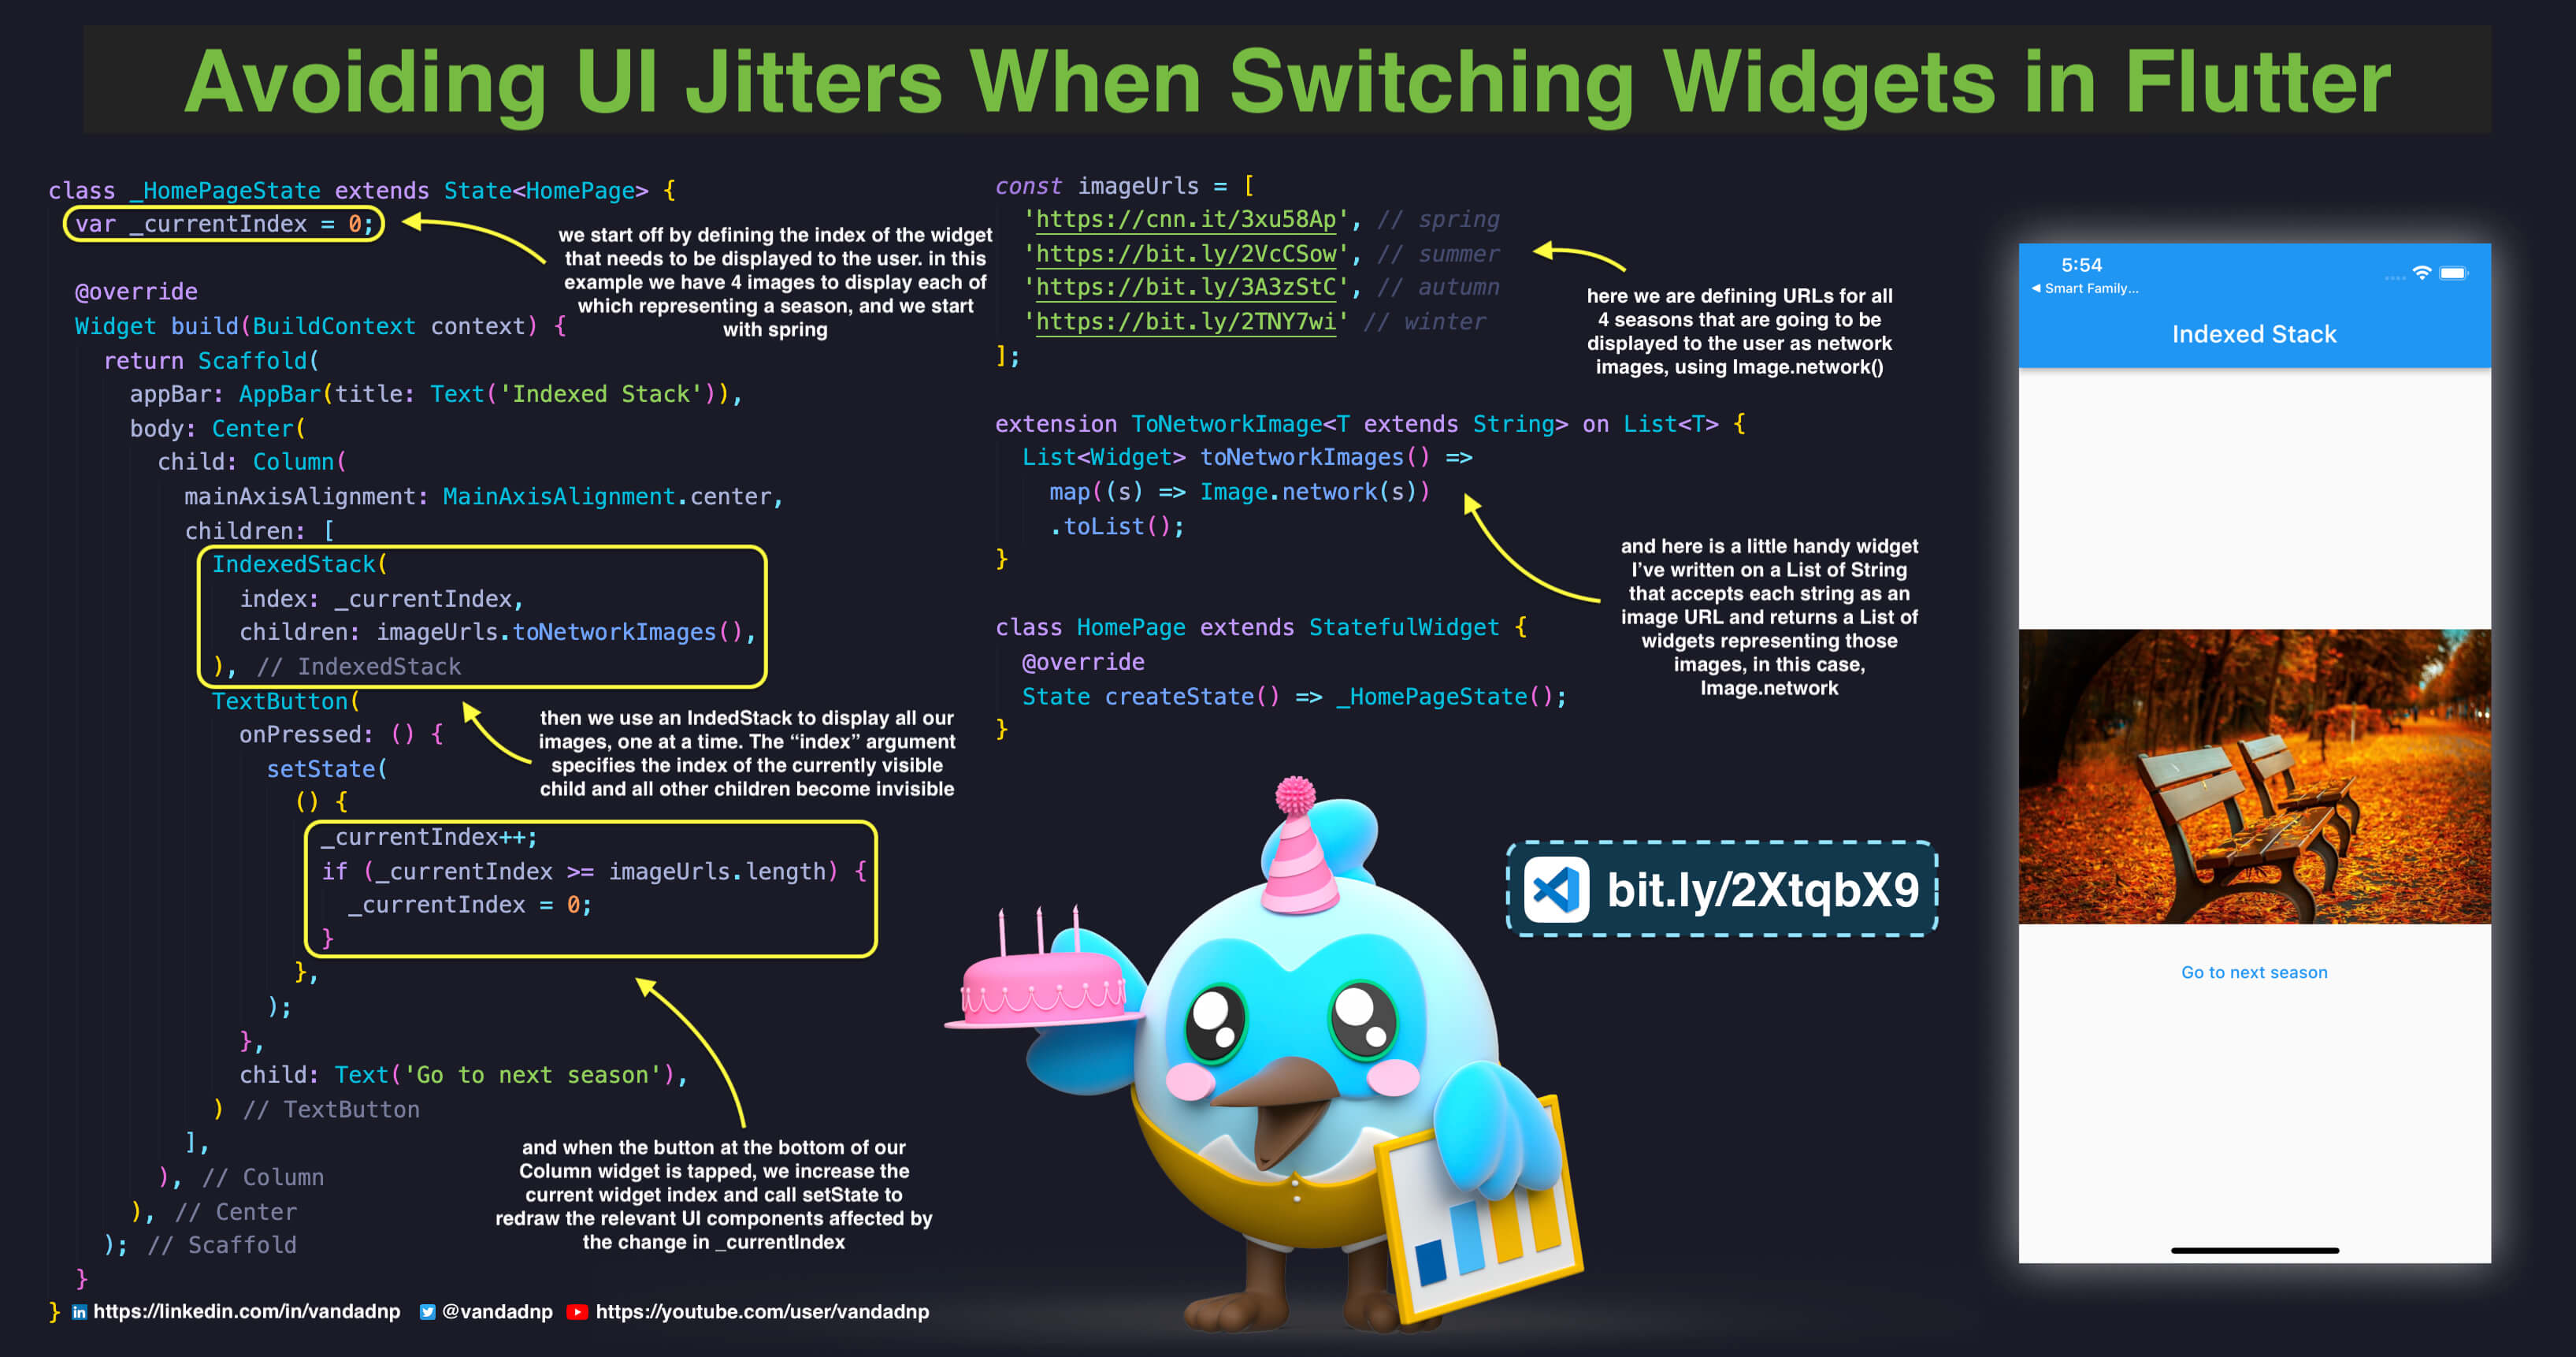 Avoiding UI Jitters When Switching Widgets in Flutter
class _HomePageState extends State<HomePage> {
var _currentIndex = 0;
we start off by defining the index of the widget
that needs to be displayed to the user. in this
example we have 4 images to display each of
which representing a season, and we start
with spring
@override
Widget build(BuildContext context) {
return Scaffold(
appBar: AppBar(title: Text('Indexed Stack')),
body: Center(
child: Column(
mainAxisAlignment: MainAxisAlignment.center,
children: [
IndexedStack(
index: _currentIndex,
children: imageUrls.toNetworkImages(),
), // IndexedStack
TextButton(
onPressed: () {
setState(
() {
then we use an IndedStack to display all our
images, one at a time. The “index” argument
specifies the index of the currently visible
child and all other children become invisible
_currentIndex++;
if (_currentIndex >= imageUrls.length) {
_currentIndex = 0;
}
},
);
},
child: Text('Go to next season'),
) // TextButton
],
), // Column
), // Center
); // Scaffold
}
}
and when the button at the bottom of our
Column widget is tapped, we increase the
current widget index and call setState to
redraw the relevant UI components affected by
the change in _currentIndex
in https://linkedin.com/in/vandadnp @vandadnp https://youtube.com/user/vandadnp
const imageUrls = [
'https://cnn.it/3xu58Ap', // spring
'https://bit.ly/2VcCSow', // summer
'https://bit.ly/3A3zStC', // autumn
'https://bit.ly/2TNY7wi' // winter
];
here we are defining URLs for all
4 seasons that are going to be
displayed to the user as network
images, using Image.network()
extension ToNetworkImage<T extends String> on List<T> {
List<Widget> toNetworkImages() =>
map((s) => Image.network(s))
.toList();
}
and here is a little handy widget
I’ve written on a List of String
that accepts each string as an
image URL and returns a List of
widgets representing those
images, in this case,
Image.network
class HomePage extends StatefulWidget {
@override
State createState() => _HomePageState();
}
bit.ly/2XtqbX9
5:54
◀ Smart Family...
Indexed Stack
Go to next season